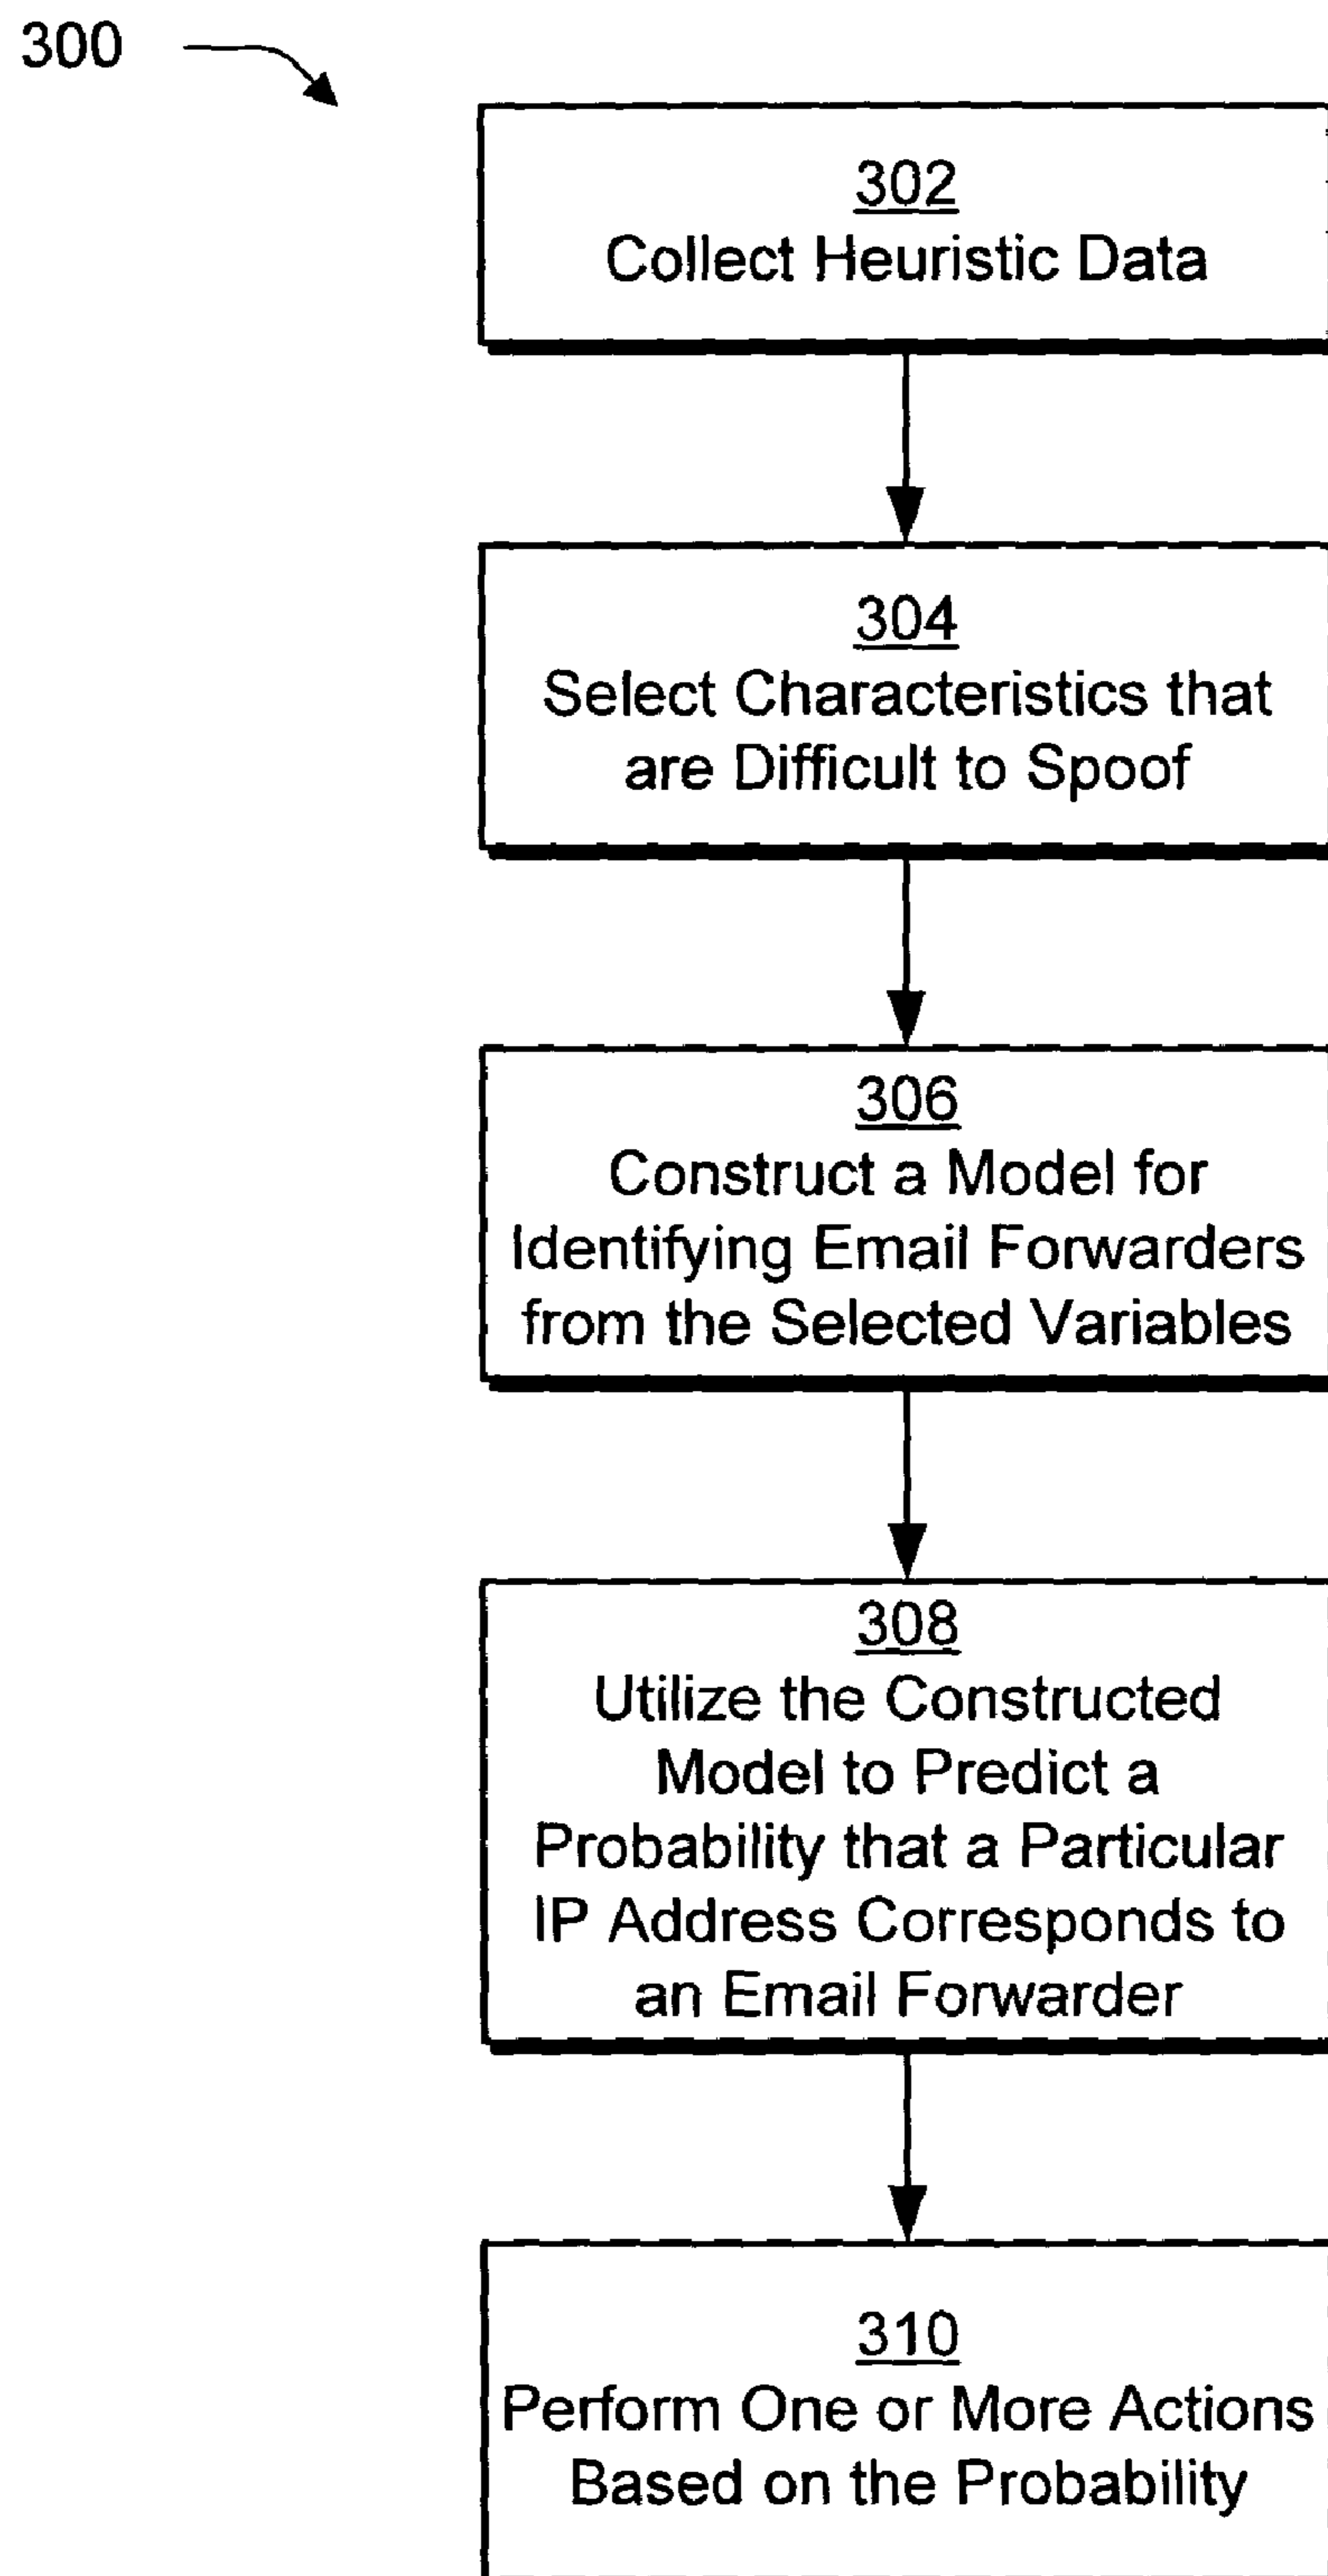 300
302
Collect Heuristic Data
304
Select Characteristics that
are Difficult to Spoof
306
Construct a Model for
Identifying Email Forwarders
from the Selected Variables
308
Utilize the Constructed
Model to Predict a
Probability that a Particular
IP Address Corresponds to
an Email Forwarder
310
Perform One or More Actions
Based on the Probability